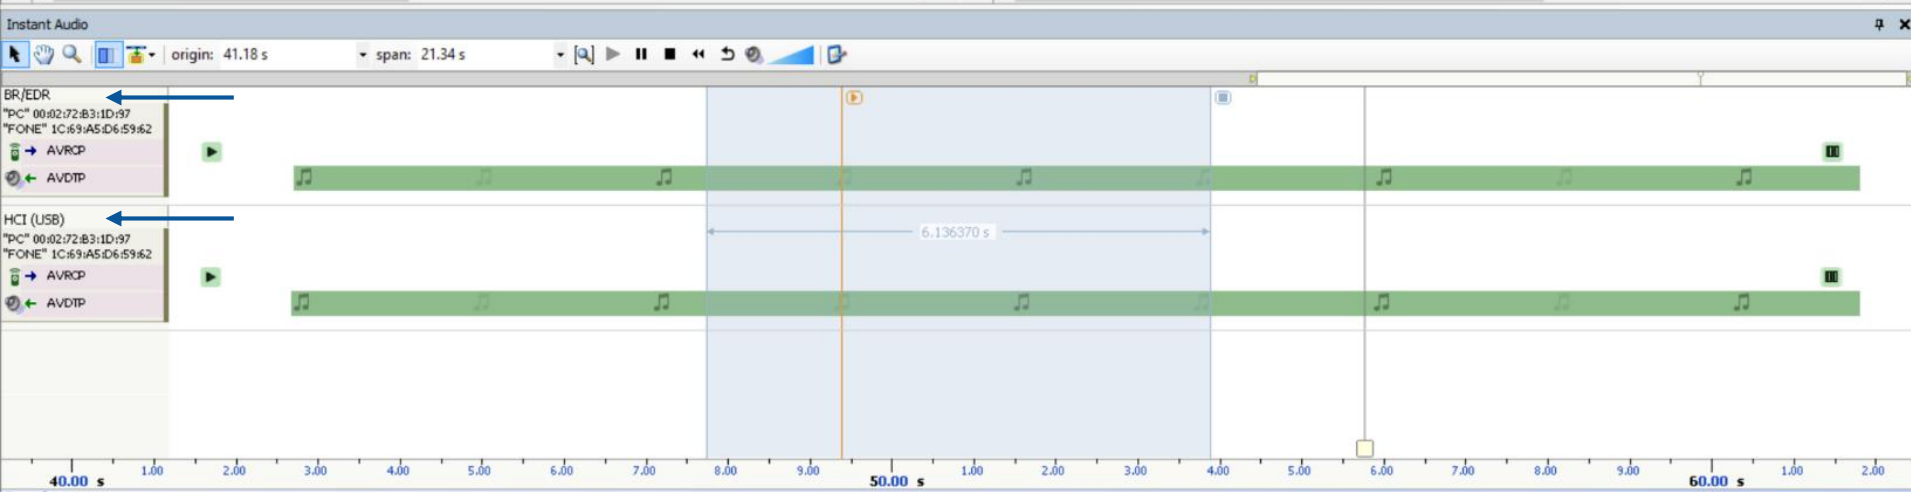 Instant Audio
origin: 41.18 s span: 21.34 s
BR/EDR
"PC" 00:02:72:B3:1D:97
"FONE" 1C:69:A5:D6:59:62
AVRCP
AVDTP
HCI (USB)
"PC" 00:02:72:B3:1D:97
"FONE" 1C:69:A5:D6:59:62
AVRCP
AVDTP
6.136370 s
1.00 2.00 3.00 4.00 5.00 6.00 7.00 8.00 9.00 1.00 2.00 3.00 4.00 5.00 6.00 7.00 8.00 9.00 1.00 2.00
40.00 s 50.00 s 60.00 s